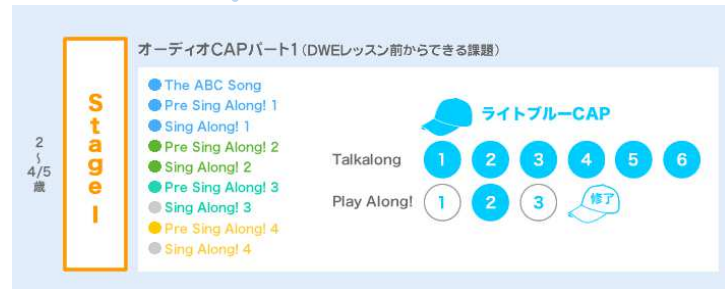 オーディオCAPパート1(DWEレッスン前からできる課題)
2〜4/5歳
Stage I
The ABC Song
Pre Sing Along! 1
Sing Along! 1
Pre Sing Along! 2
Sing Along! 2
Pre Sing Along! 3
Sing Along! 3
Pre Sing Along! 4
Sing Along! 4
ライトブルーCAP
Talkalong 1 2 3 4 5 6
Play Along! 1 2 3 修了